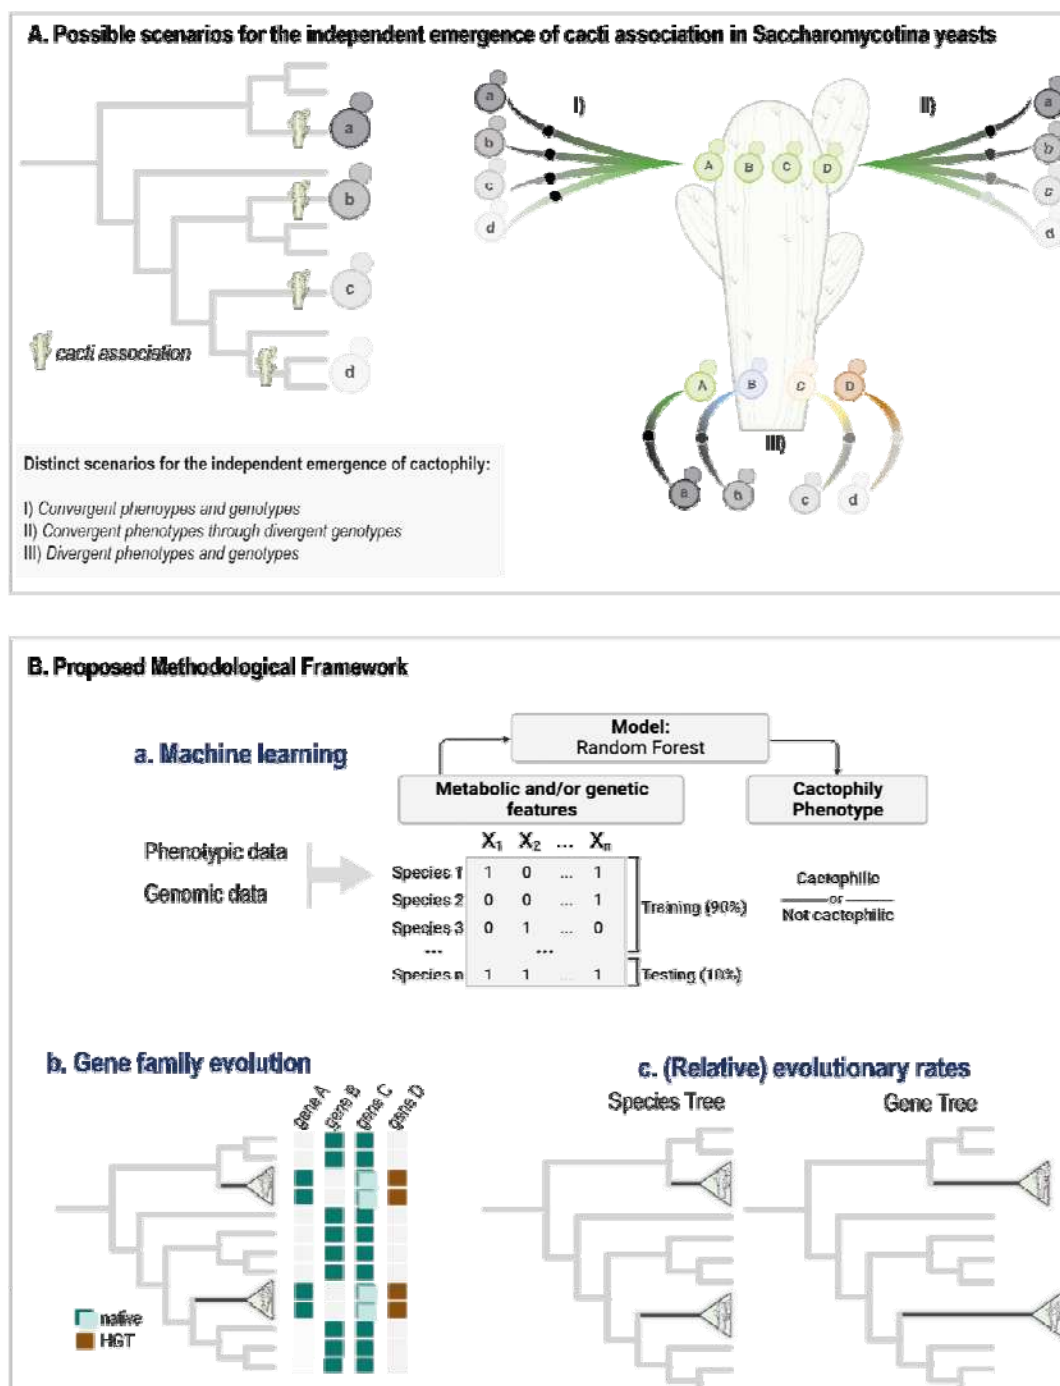 A. Possible scenarios for the independent emergence of cacti association in Saccharomycotina yeasts
a
b
c
d
cacti association
I)
II)
a
b
c
d
A B C D
a
b
c
d
A B C D
III)
a b c d
Distinct scenarios for the independent emergence of cactophily:
I) Convergent phenoypes and genotypes
II) Convergent phenotypes through divergent genotypes
III) Divergent phenotypes and genotypes
B. Proposed Methodological Framework
a. Machine learning
Model:
Random Forest
Metabolic and/or genetic
features
Cactophily
Phenotype
Phenotypic data
Genomic data
X1 X2 ... Xn
Species 1 1 0 ... 1
Species 2 0 0 ... 1
Species 3 0 1 ... 0
... ...
Species n 1 1 ... 1
Training (90%)
Testing (10%)
Cactophilic
or
Not cactophilic
b. Gene family evolution
gene A gene B gene C gene D
native
HGT
c. (Relative) evolutionary rates
Species Tree Gene Tree